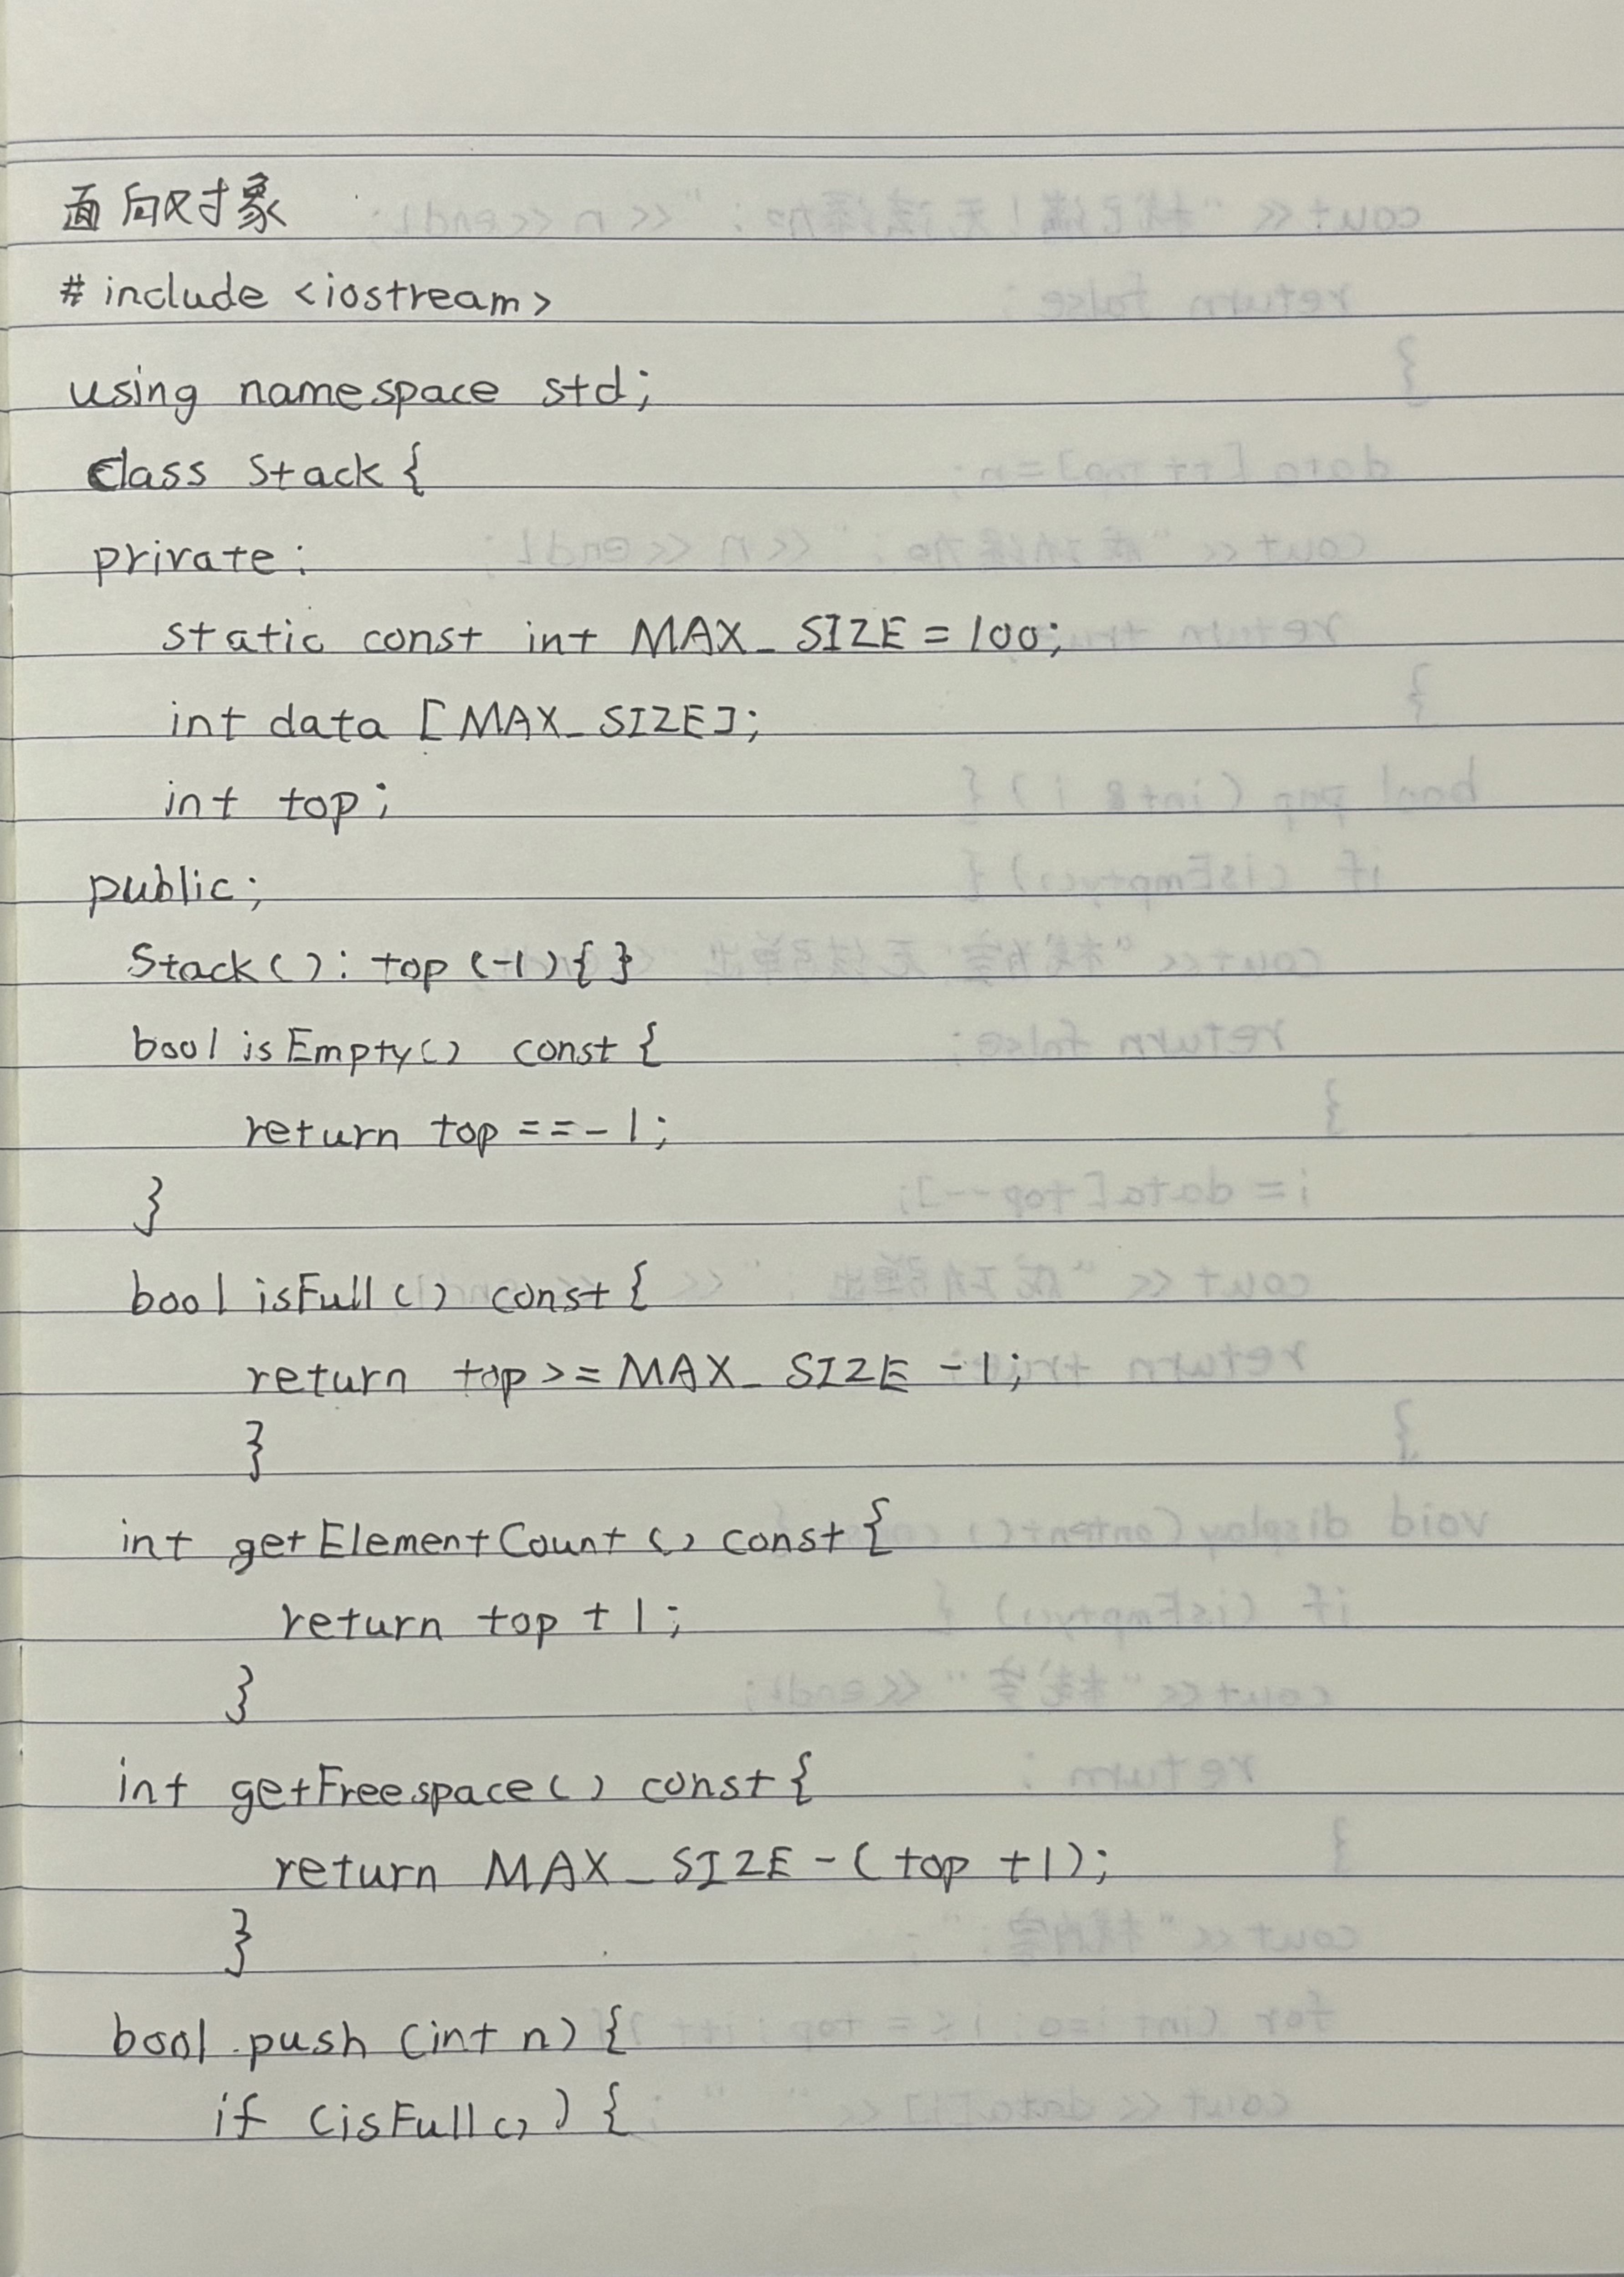 面向对象
# include <iostream>
using namespace std;
class Stack {
private:
static const int MAX_SIZE = 100;
int data [MAX_SIZE];
int top;
public;
Stack(): top (-1) { }
bool isEmpty() const {
return top == -1;
}
bool isFull() const {
return top >= MAX_SIZE -1;
}
int getElementCount () const {
return top + 1;
}
int getFreespace() const {
return MAX_SIZE - (top +1);
}
bool push (int n) {
if (isFull()) {